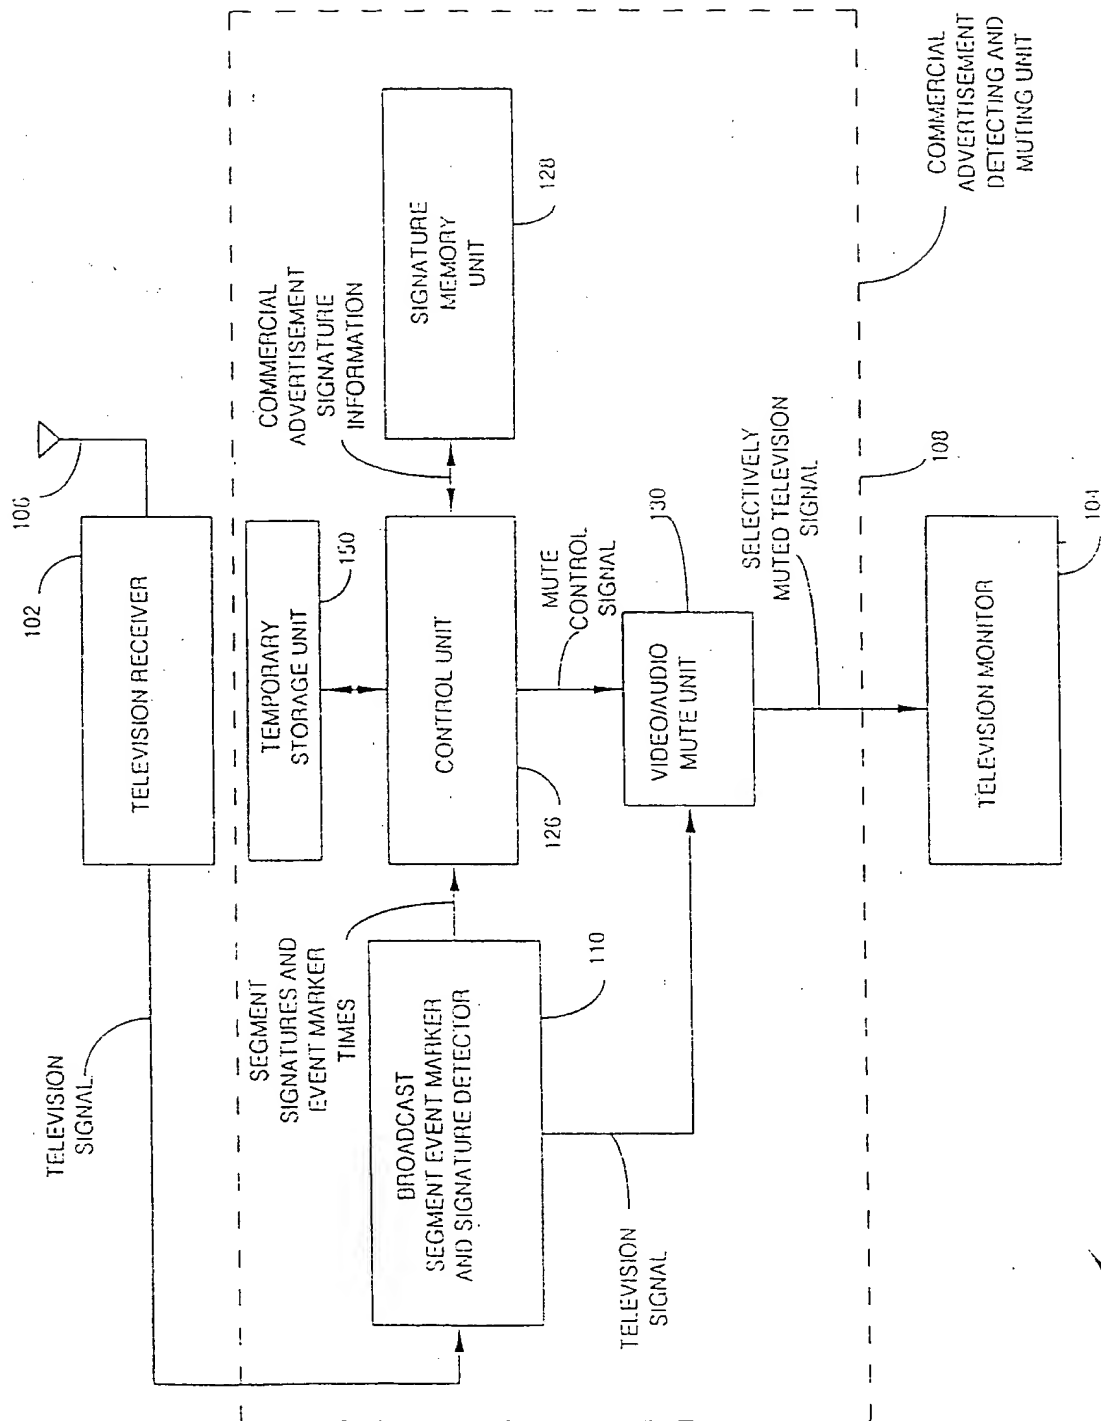 106
102
TELEVISION RECEIVER
TELEVISION
SIGNAL
TEMPORARY
STORAGE UNIT
150
COMMERCIAL
ADVERTISEMENT
SIGNATURE
INFORMATION
SIGNATURE
MEMORY
UNIT
128
SEGMENT
SIGNATURES AND
EVENT MARKER
TIMES
CONTROL UNIT
126
BROADCAST
SEGMENT EVENT MARKER
AND SIGNATURE DETECTOR
110
MUTE
CONTROL
SIGNAL
130
VIDEO/AUDIO
MUTE UNIT
TELEVISION
SIGNAL
SELECTIVELY
MUTED TELEVISION
SIGNAL
108
COMMERCIAL
ADVERTISEMENT
DETECTING AND
MUTING UNIT
TELEVISION MONITOR
104